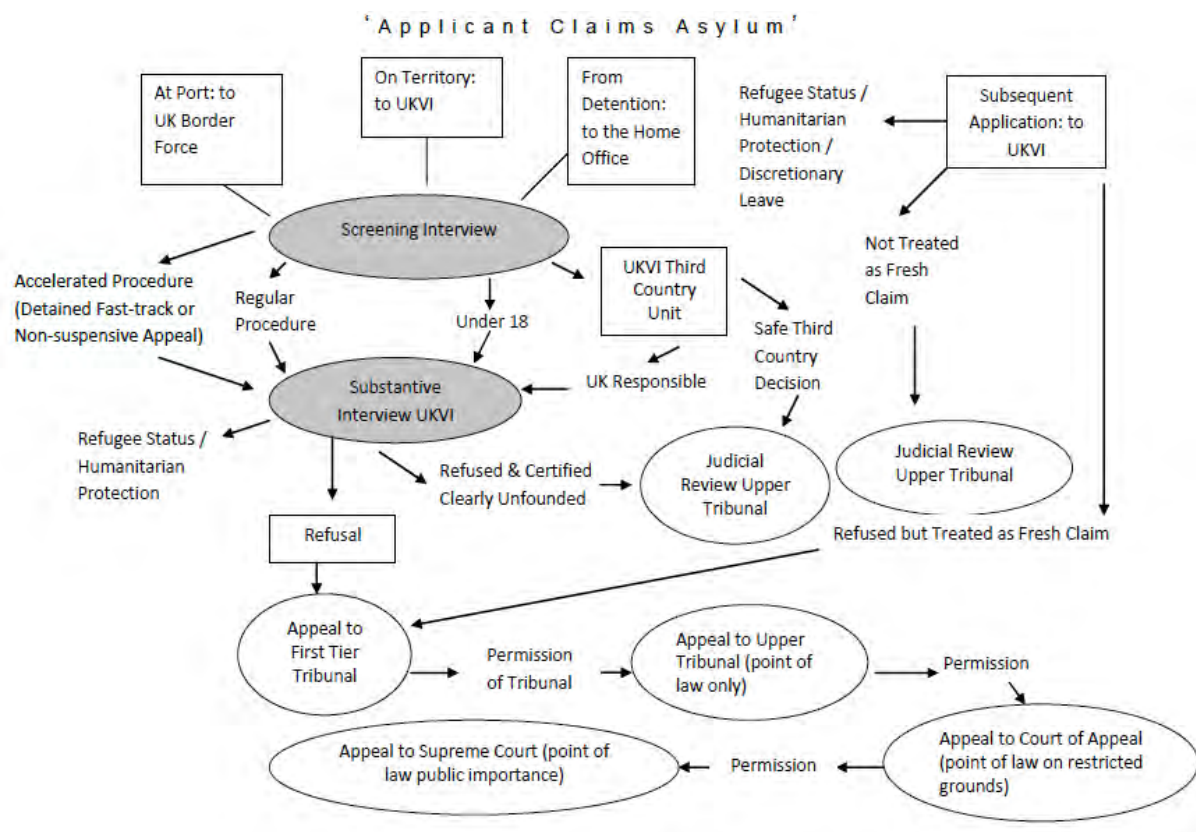 'Applicant Claims Asylum'
At Port: to
UK Border
Force
On Territory:
to UKVI
From
Detention:
to the Home
Office
Refugee Status /
Humanitarian
Protection /
Discretionary
Leave
Subsequent
Application: to
UKVI
Screening Interview
Accelerated Procedure
(Detained Fast-track or
Non-suspensive Appeal)
Regular
Procedure
Under 18
UKVI Third
Country
Unit
Not Treated
as Fresh
Claim
Safe Third
Country
Decision
UK Responsible
Substantive
Interview UKVI
Refugee Status /
Humanitarian
Protection
Refused & Certified
Clearly Unfounded
Judicial
Review Upper
Tribunal
Judicial Review
Upper Tribunal
Refusal
Refused but Treated as Fresh Claim
Appeal to
First Tier
Tribunal
Permission
of Tribunal
Appeal to Upper
Tribunal (point of
law only)
Permission
Appeal to Court of Appeal
(point of law on restricted
grounds)
Permission
Appeal to Supreme Court (point of
law public importance)